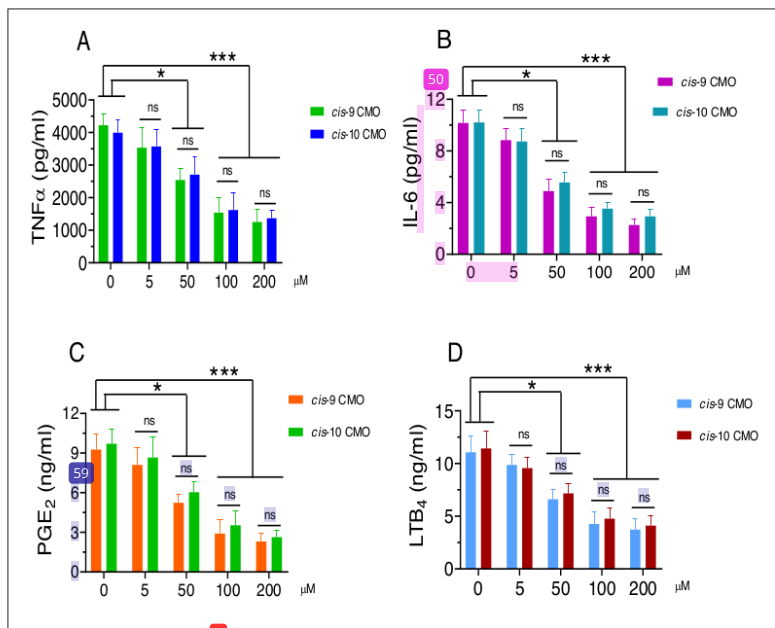 A
***
*
5000
4000
3000
2000
1000
0
TNFα (pg/ml)
ns
ns
ns
ns
cis-9 CMO
cis-10 CMO
0 5 50 100 200 μM
B
50
***
*
12
8
4
0
IL-6 (pg/ml)
ns
ns
ns
ns
cis-9 CMO
cis-10 CMO
0 5 50 100 200 μM
C
***
*
12
9
59
6
3
0
PGE2 (ng/ml)
ns
ns
ns
ns
cis-9 CMO
cis-10 CMO
0 5 50 100 200 μM
D
***
*
15
10
5
0
LTB4 (ng/ml)
ns
ns
ns
ns
cis-9 CMO
cis-10 CMO
0 5 50 100 200 μM